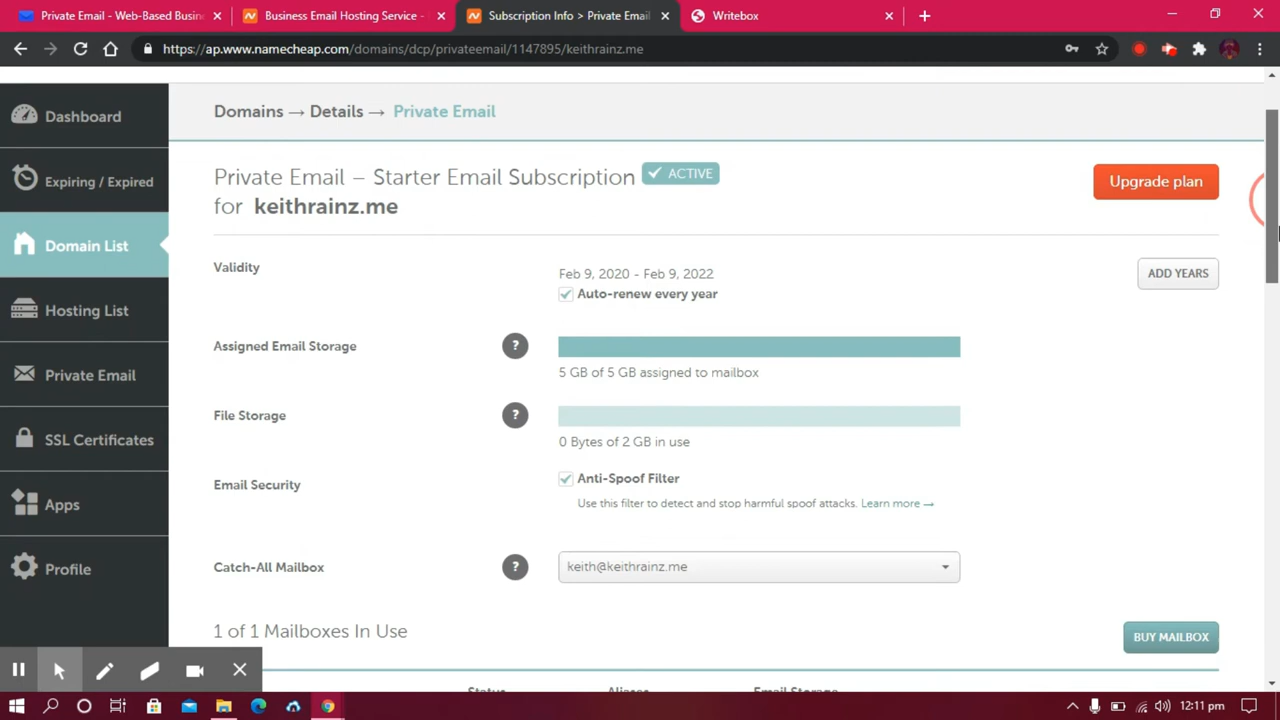 Private Email - Web-Based Busin
Business Email Hosting Service -
Subscription Info > Private Email
Writebox
https://ap.www.namecheap.com/domains/dcp/privateemail/1147895/keithrainz.me
Dashboard
Expiring / Expired
Domain List
Hosting List
Private Email
SSL Certificates
Apps
Profile
Domains → Details → Private Email
Private Email – Starter Email Subscription ACTIVE
for keithrainz.me
Upgrade plan
Validity
Feb 9, 2020 - Feb 9, 2022
Auto-renew every year
ADD YEARS
Assigned Email Storage
?
5 GB of 5 GB assigned to mailbox
File Storage
?
0 Bytes of 2 GB in use
Email Security
Anti-Spoof Filter
Use this filter to detect and stop harmful spoof attacks. Learn more →
Catch-All Mailbox
?
keith@keithrainz.me
1 of 1 Mailboxes In Use
BUY MAILBOX
Status Aliases Email Storage
12:11 pm